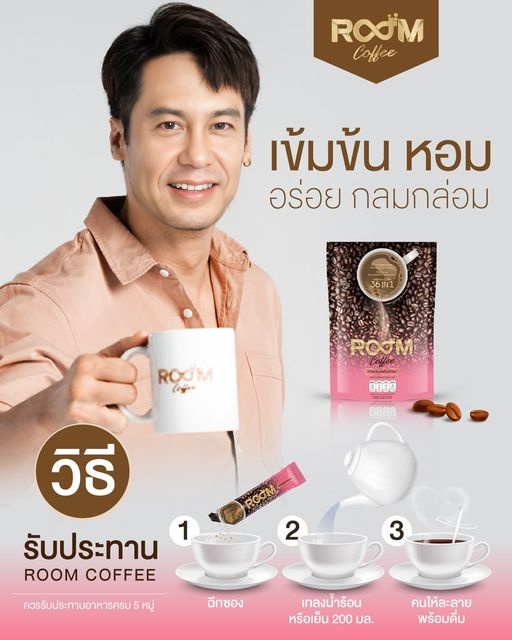 ROOM
Coffee
เข้มข้น หอม
อร่อย กลมกล่อม
36 IN 1
ROOM
Coffee
ROOM
Coffee
วิธี
รับประทาน
ROOM COFFEE
ควรรับประทานอาหารครบ 5 หมู่
ROOM
1
ฉีกซอง
2
เทลงน้ำร้อน
หรือเย็น 200 มล.
3
คนให้ละลาย
พร้อมดื่ม